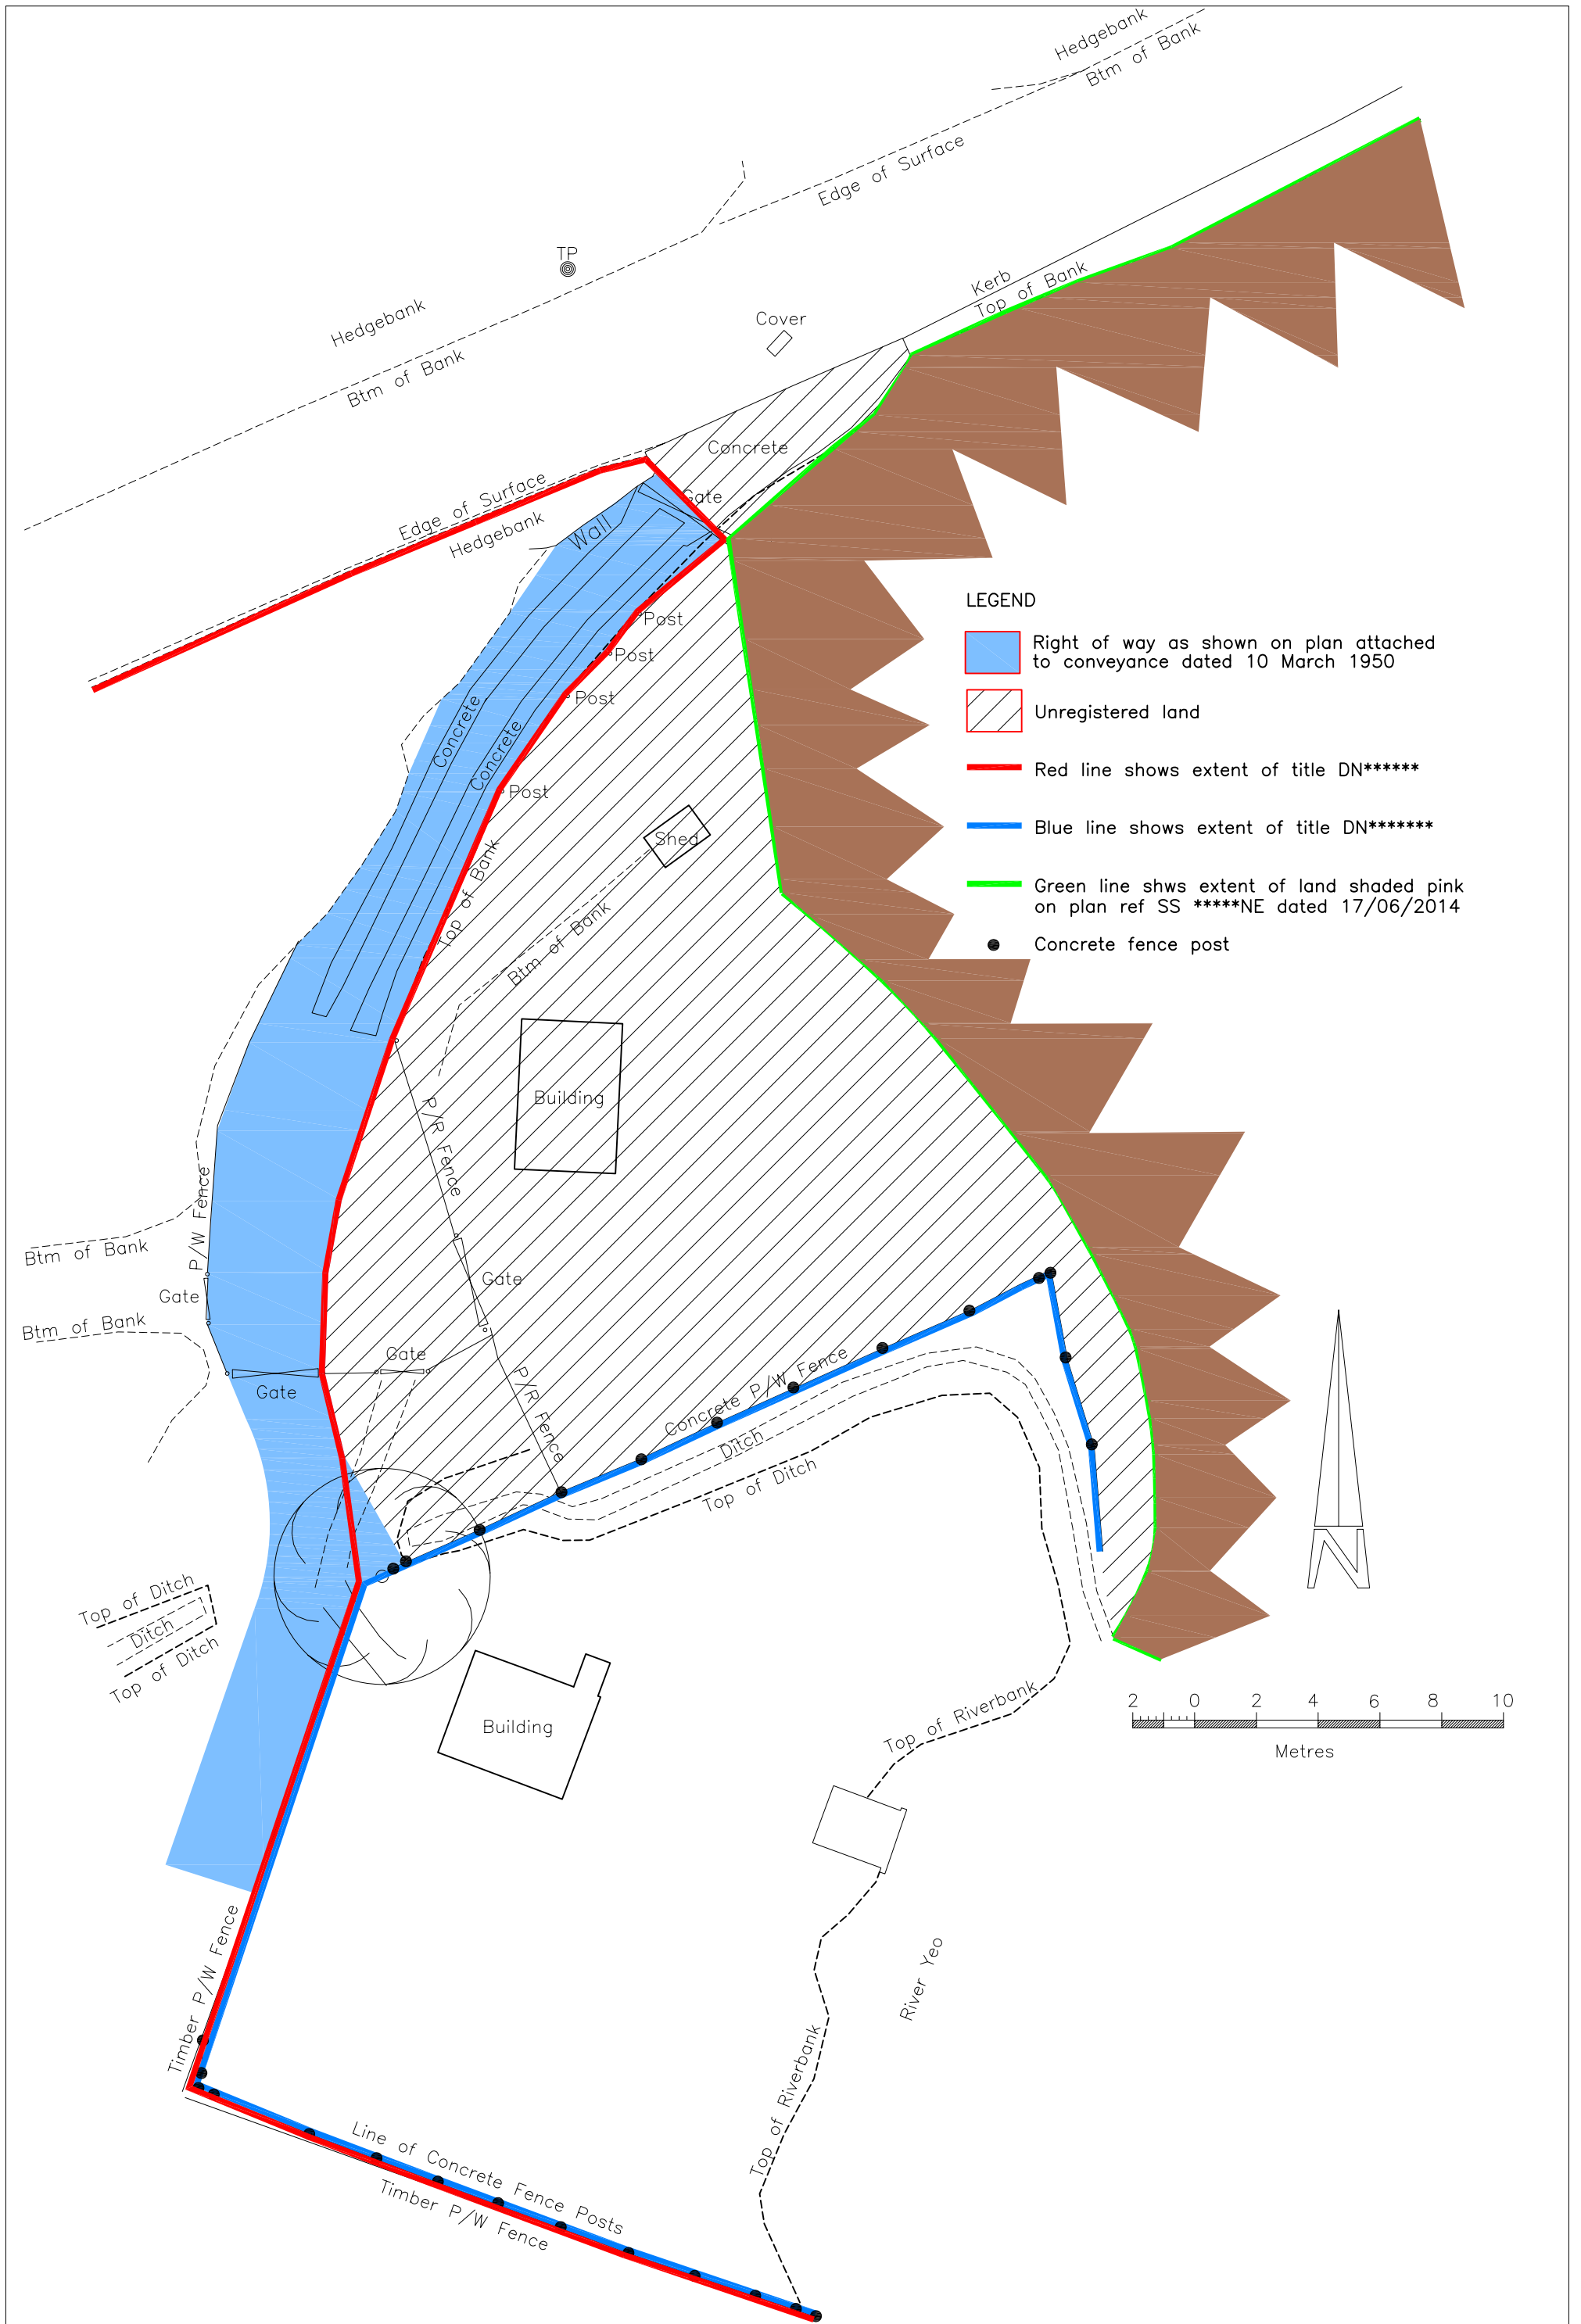 Hedgebank
Btm of Bank
Edge of Surface
TP
Hedgebank
Btm of Bank
Cover
Kerb
Top of Bank
Concrete
Gate
Edge of Surface
Hedgebank
Wall
Post
Post
Post
Post
Concrete
Concrete
Shed
Top of Bank
Btm of Bank
LEGEND
Right of way as shown on plan attached
to conveyance dated 10 March 1950
Unregistered land
Red line shows extent of title DN******
Blue line shows extent of title DN*******
Green line shws extent of land shaded pink
on plan ref SS *****NE dated 17/06/2014
Concrete fence post
Building
P/R Fence
P/W Fence
Btm of Bank
Gate
Btm of Bank
Gate
Gate
Gate
P/R Fence
Concrete P/W Fence
Ditch
Top of Ditch
Top of Ditch
Ditch
Top of Ditch
Building
Top of Riverbank
N
2 0 2 4 6 8 10
Metres
River Yeo
Timber P/W Fence
Top of Riverbank
Line of Concrete Fence Posts
Timber P/W Fence